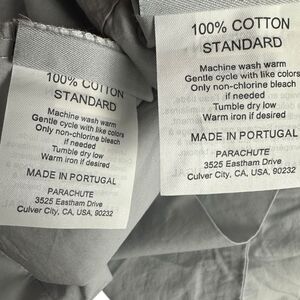 100% COTTON
STANDARD
Machine wash warm
Gentle cycle with like colors
Only non-chlorine bleach
if needed
Tumble dry low
Warm iron if desired
MADE IN PORTUGAL
PARACHUTE
3525 Eastham Drive
Culver City, CA, USA, 90232
100% COTTON
STANDARD
Machine wash warm
Gentle cycle with like colors
Only non-chlorine bleach
if needed
Tumble dry low
Warm iron if desired
MADE IN PORTUGAL
PARACHUTE
3525 Eastham Drive
Culver City, CA, USA, 90232